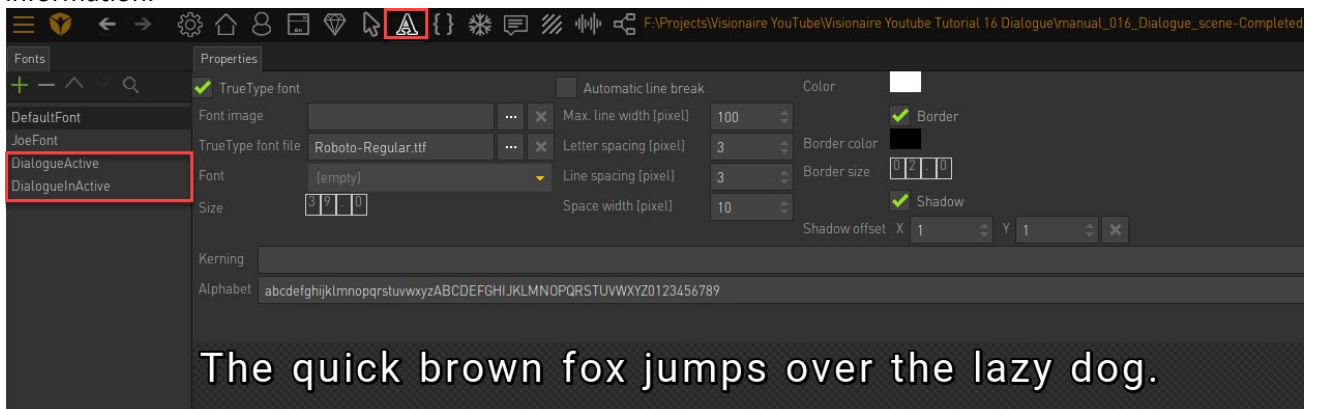 information.
F:\Projects\Visionaire YouTube\Visionaire Youtube Tutorial 16 Dialogue\manual_016_Dialogue_scene-Completed
Fonts
Properties
TrueType font
Automatic line break
Color
DefaultFont
Font image
Max. line width [pixel] 100
Border
JoeFont
TrueType font file Roboto-Regular.ttf
Letter spacing [pixel] 3
Border color
DialogueActive
DialogueInActive
Font [empty]
Line spacing [pixel] 3
Border size 02.0
Size 39.0
Space width [pixel] 10
Shadow
Shadow offset X 1 Y 1
Kerning
Alphabet abcdefghijklmnopqrstuvwxyzABCDEFGHIJKLMNOPQRSTUVWXYZ0123456789
The quick brown fox jumps over the lazy dog.